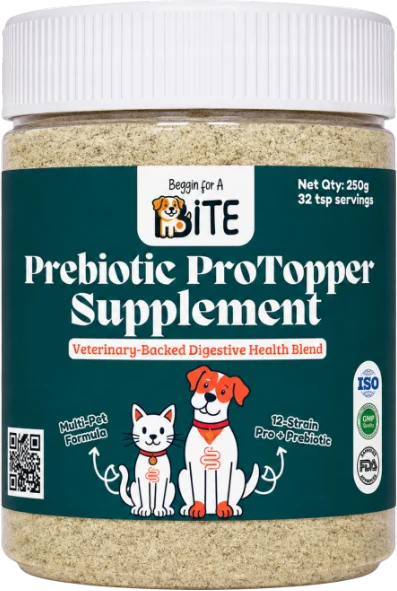 Beggin for A
BiTE
Net Qty: 250g
32 tsp servings
Prebiotic ProTopper
Supplement
Veterinary-Backed Digestive Health Blend
Multi-Pet
Formula
12-Strain
Pro + Prebiotic
ISO
GMP
Quality
FDA